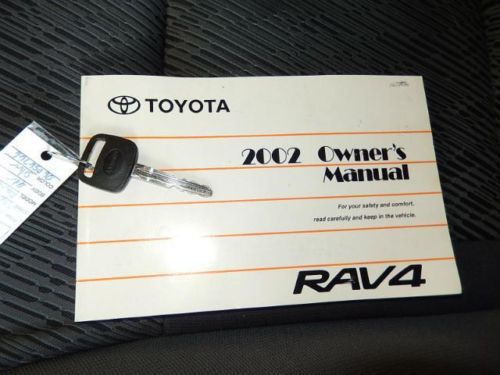 TOYOTA
2002 Owner's
Manual
For your safety and comfort,
read carefully and keep in the vehicle.
RAV4